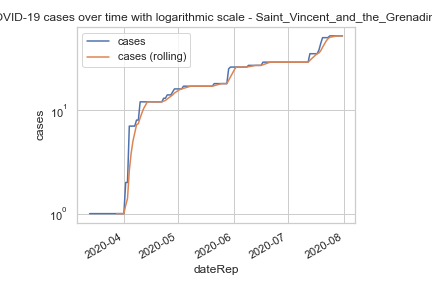 OVID-19 cases over time with logarithmic scale - Saint_Vincent_and_the_Grenadin
cases
cases (rolling)
cases
10¹
10⁰
2020-04
2020-05
2020-06
2020-07
2020-08
dateRep